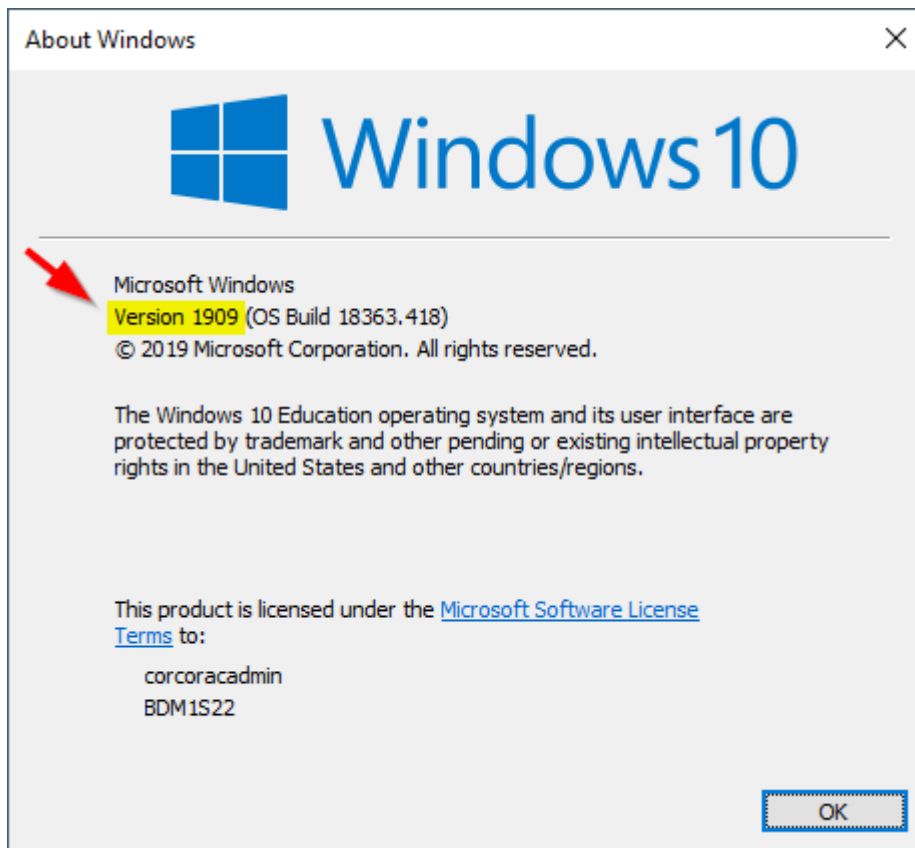 About Windows
Windows 10
Microsoft Windows
Version 1909 (OS Build 18363.418)
© 2019 Microsoft Corporation. All rights reserved.
The Windows 10 Education operating system and its user interface are
protected by trademark and other pending or existing intellectual property
rights in the United States and other countries/regions.
This product is licensed under the Microsoft Software License
Terms to:
corcoracadmin
BDM1S22
OK